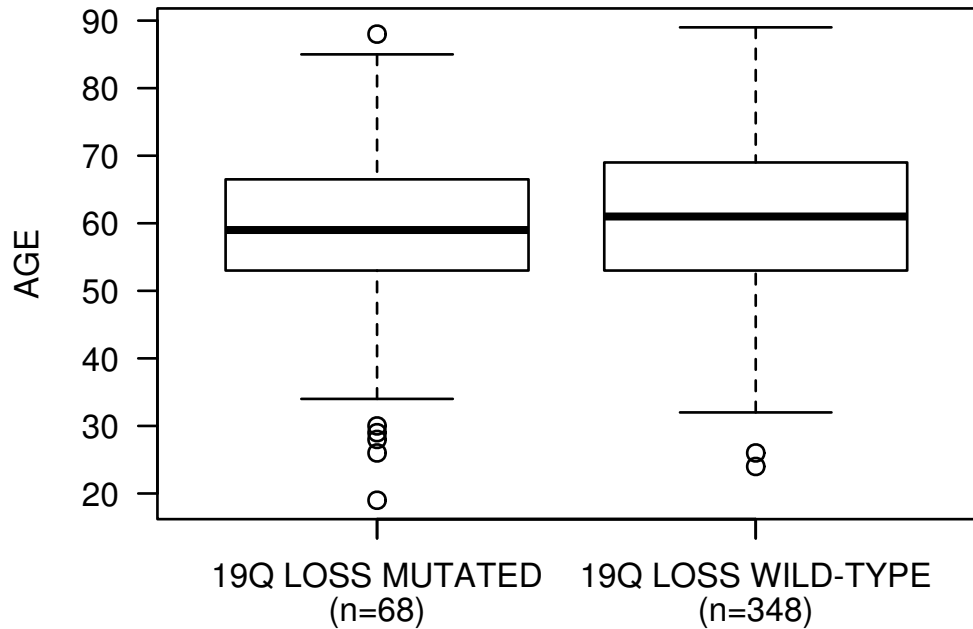 90
80
70
60
50
40
30
20
AGE
19Q LOSS MUTATED
(n=68)
19Q LOSS WILD-TYPE
(n=348)